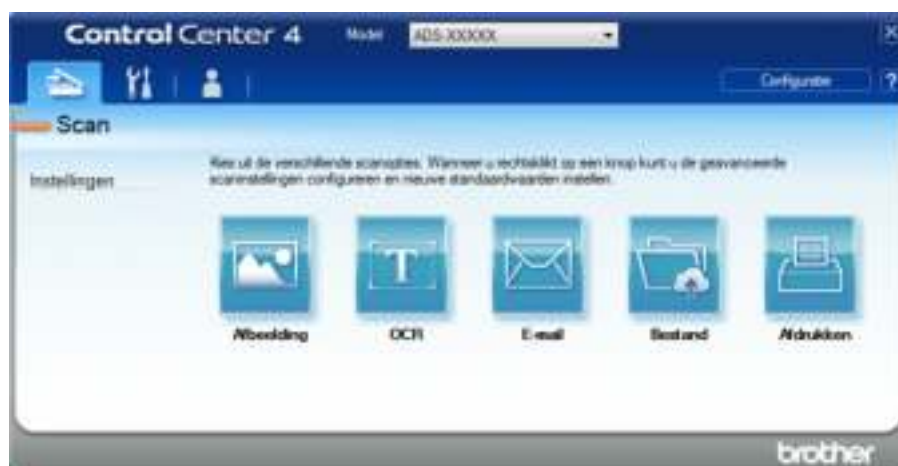 Control Center 4
Model
ADS-XXXXX
Configuratie
?
Scan
Instellingen
Kies uit de verschillende scanopties. Wanneer u rechtsklikt op een knop kunt u de geavanceerde
scaninstellingen configureren en nieuwe standaardwaarden instellen.
Afbeelding
OCR
E-mail
Bestand
Afdrukken
brother